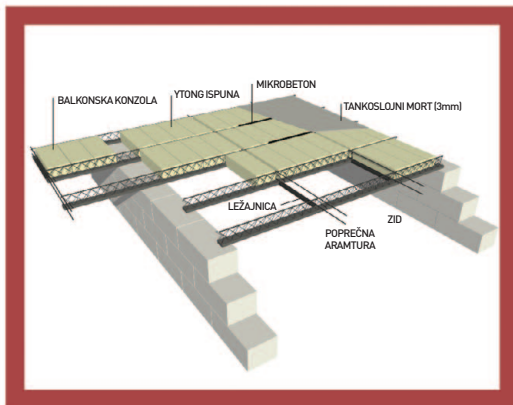 MIKROBETON
YTONG ISPUNA
BALKONSKA KONZOLA
TANKOSLOJNI MORT (3mm)
LEŽAJNICA
ZID
POPREČNA
ARAMTURA